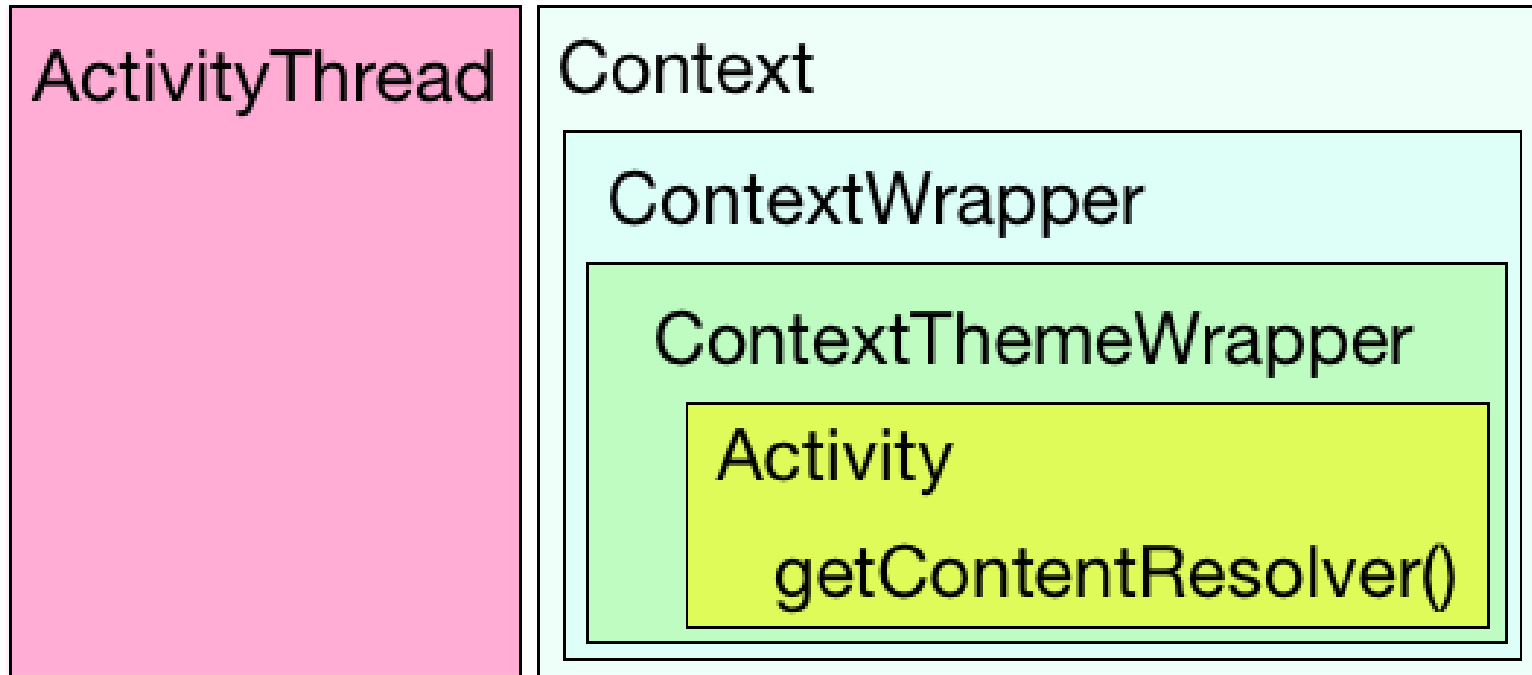 ActivityThread
Context
ContextWrapper
ContextThemeWrapper
Activity
getContentResolver()